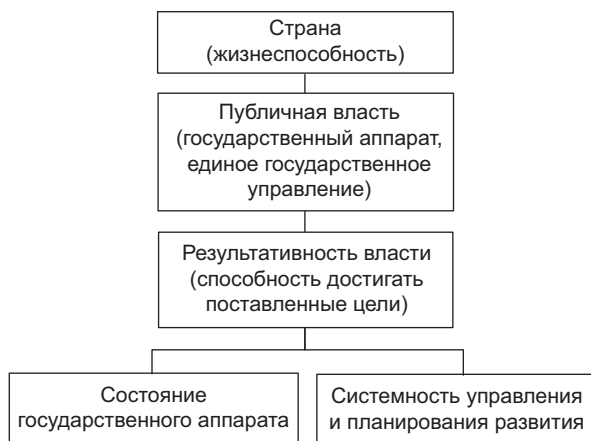 Страна
(жизнеспособность)
Публичная власть
(государственный аппарат,
единое государственное
управление)
Результативность власти
(способность достигать
поставленные цели)
Состояние
государственного аппарата
Системность управления
и планирования развития